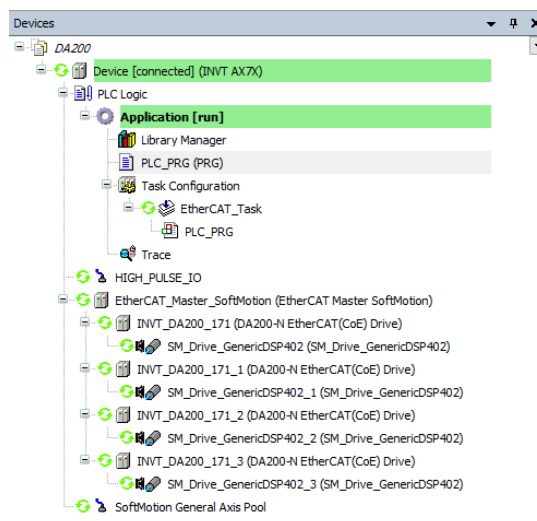 Devices
DA200
Device [connected] (INVT AX7X)
PLC Logic
Application [run]
Library Manager
PLC_PRG (PRG)
Task Configuration
EtherCAT_Task
PLC_PRG
Trace
HIGH_PULSE_IO
EtherCAT_Master_SoftMotion (EtherCAT Master SoftMotion)
INVT_DA200_171 (DA200-N EtherCAT(CoE) Drive)
SM_Drive_GenericDSP402 (SM_Drive_GenericDSP402)
INVT_DA200_171_1 (DA200-N EtherCAT(CoE) Drive)
SM_Drive_GenericDSP402_1 (SM_Drive_GenericDSP402)
INVT_DA200_171_2 (DA200-N EtherCAT(CoE) Drive)
SM_Drive_GenericDSP402_2 (SM_Drive_GenericDSP402)
INVT_DA200_171_3 (DA200-N EtherCAT(CoE) Drive)
SM_Drive_GenericDSP402_3 (SM_Drive_GenericDSP402)
SoftMotion General Axis Pool